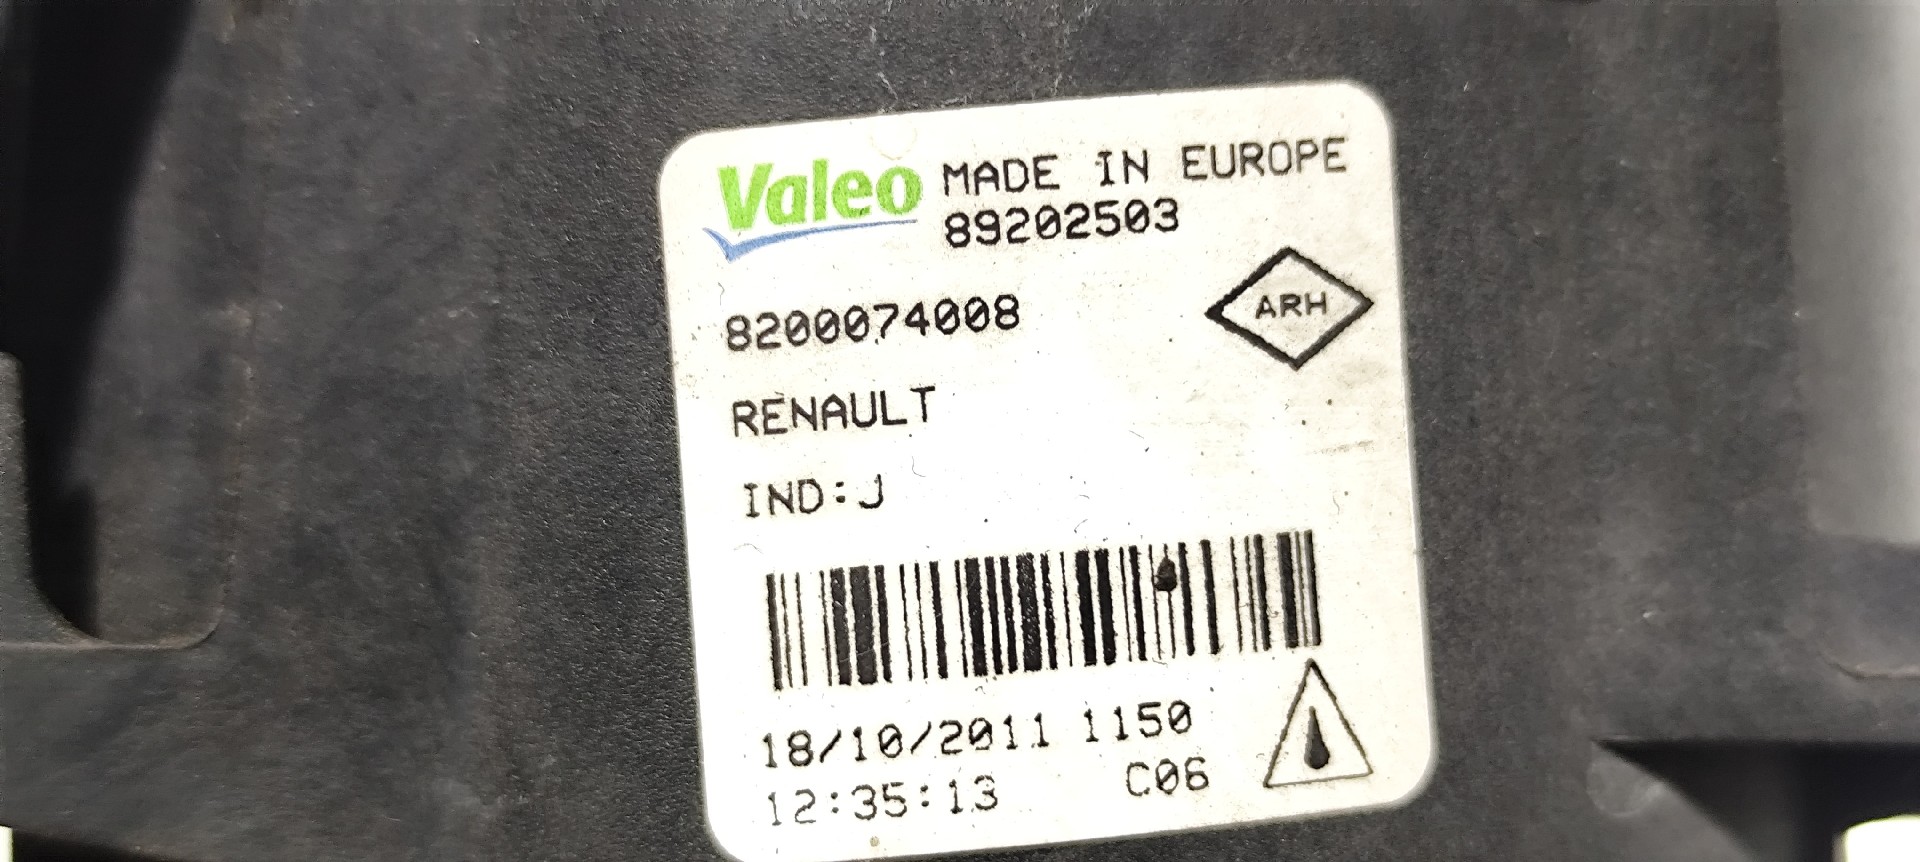 Valeo MADE IN EUROPE
89202503
8200074008
ARH
RENAULT
IND:J
18/10/2011 1150
12:35:13 C06